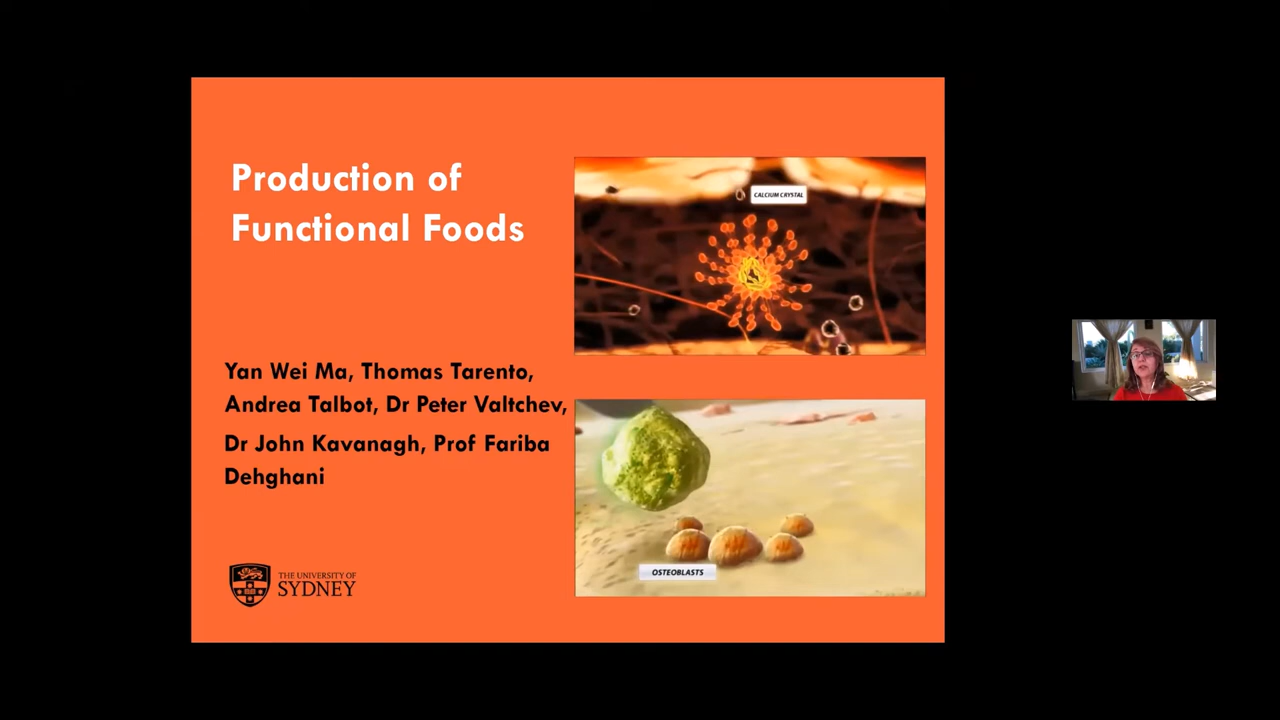 Production of
Functional Foods
Yan Wei Ma, Thomas Tarento,
Andrea Talbot, Dr Peter Valtchev,
Dr John Kavanagh, Prof Fariba
Dehghani
THE UNIVERSITY OF
SYDNEY
CALCIUM CRYSTAL
OSTEOBLASTS